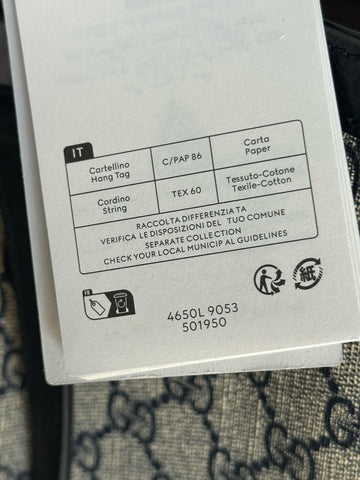 IT
Cartellino Hang Tag C/PAP 86 Carta Paper
Cordino String TEX 60 Tessuto-Cotone Texile-Cotton
RACCOLTA DIFFERENZIATA
VERIFICA LE DISPOSIZIONI DEL TUO COMUNE
SEPARATE COLLECTION
CHECK YOUR LOCAL MUNICIP AL GUIDELINES
紙
4650L 9053
501950